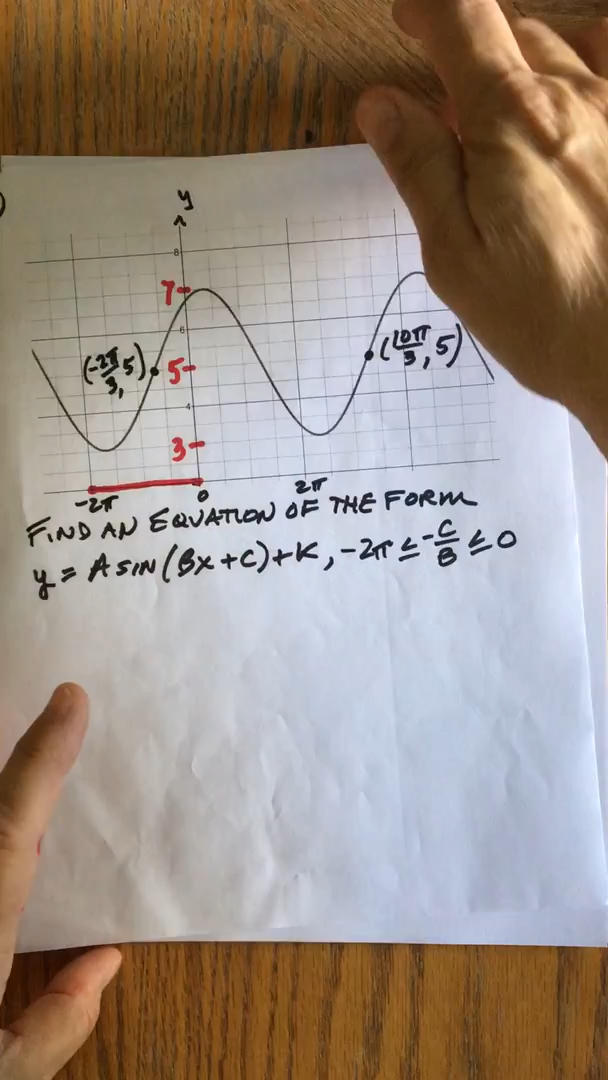 y
8
7
6
(-2π/3, 5)
5
(10π/3, 5)
4
3
-2π
0
2π
FIND AN EQUATION OF THE FORM
y = A SIN(Bx + C) + K, -2π ≤ -C/B ≤ 0